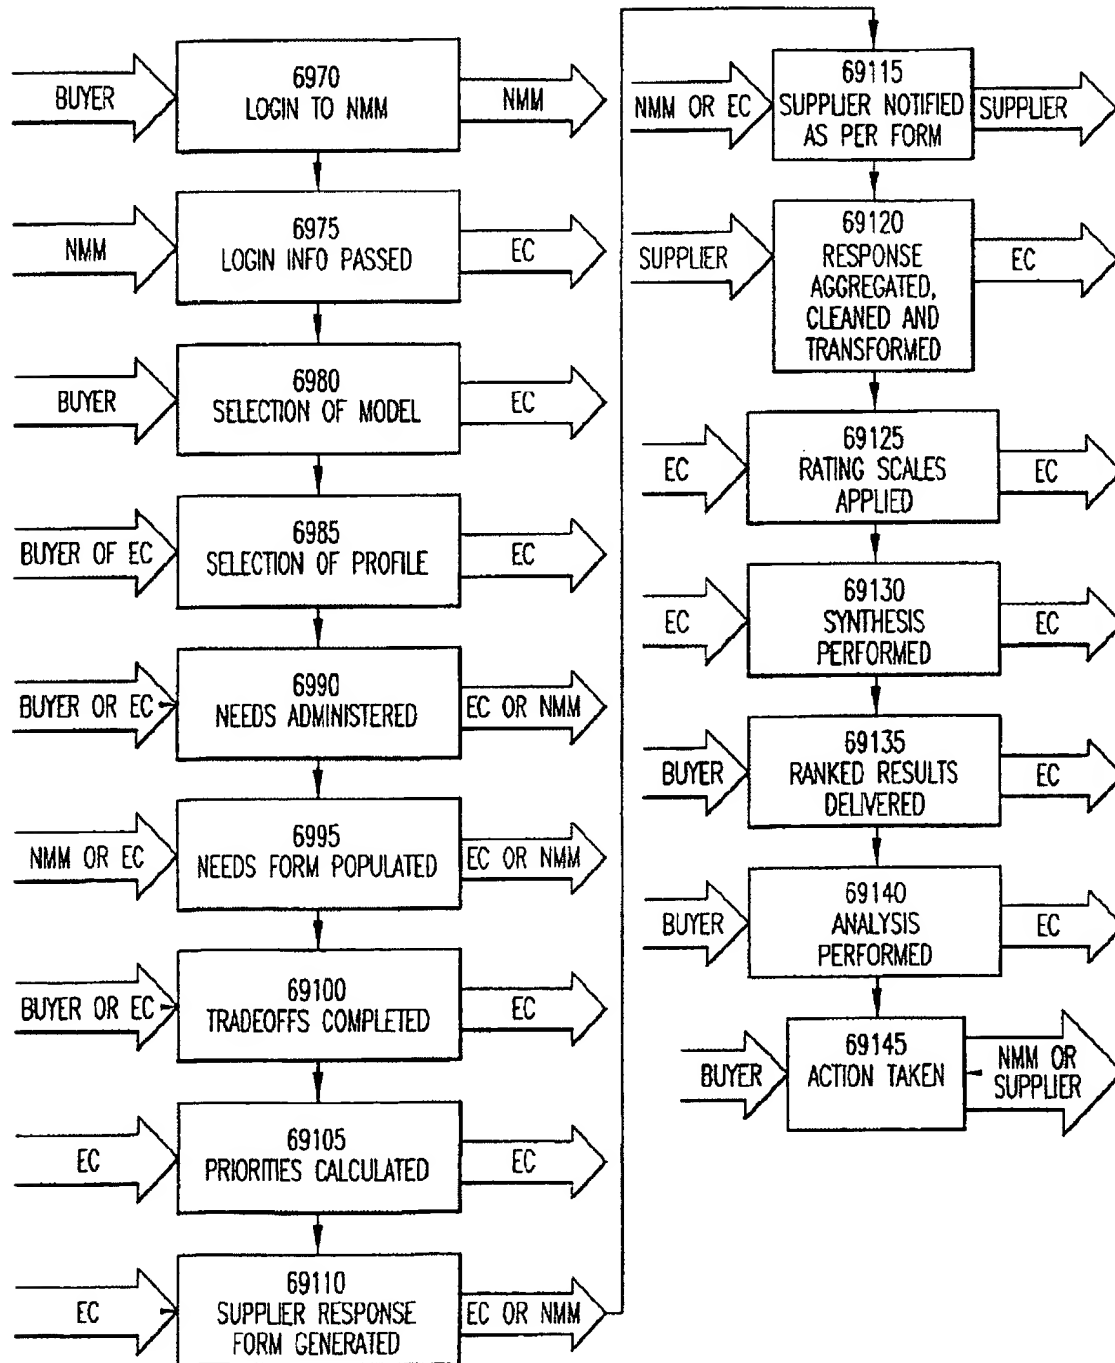 BUYER
6970
LOGIN TO NMM
NMM
NMM
6975
LOGIN INFO PASSED
EC
BUYER
6980
SELECTION OF MODEL
EC
BUYER OF EC
6985
SELECTION OF PROFILE
EC
BUYER OR EC
6990
NEEDS ADMINISTERED
EC OR NMM
NMM OR EC
6995
NEEDS FORM POPULATED
EC OR NMM
BUYER OR EC
69100
TRADEOFFS COMPLETED
EC
EC
69105
PRIORITIES CALCULATED
EC
EC
69110
SUPPLIER RESPONSE
FORM GENERATED
EC OR NMM
NMM OR EC
69115
SUPPLIER NOTIFIED
AS PER FORM
SUPPLIER
SUPPLIER
69120
RESPONSE
AGGREGATED,
CLEANED AND
TRANSFORMED
EC
EC
69125
RATING SCALES
APPLIED
EC
EC
69130
SYNTHESIS
PERFORMED
EC
BUYER
69135
RANKED RESULTS
DELIVERED
EC
BUYER
69140
ANALYSIS
PERFORMED
EC
BUYER
69145
ACTION TAKEN
NMM OR
SUPPLIER